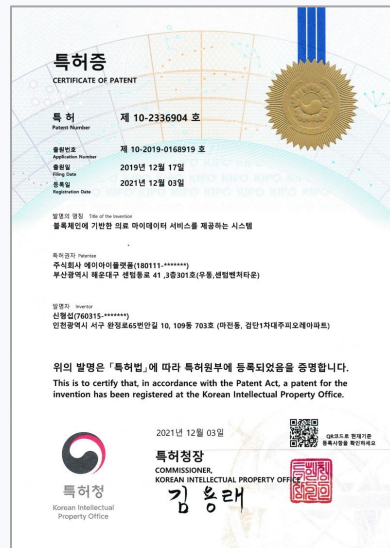 특허증
CERTIFICATE OF PATENT
특 허
Patent Number
제 10-2336904 호
출원번호
Application Number
제 10-2019-0168919 호
출원일
Filing Date
2019년 12월 17일
등록일
Registration Date
2021년 12월 03일
발명의 명칭 Title of the Invention
블록체인에 기반한 의료 마이데이터 서비스를 제공하는 시스템
특허권자 Patentee
주식회사 에이아이플랫폼(180111-*******)
부산광역시 해운대구 센텀동로 41 ,3층301호(우동,센텀벤처타운)
발명자 Inventor
신형섭(760315-*******)
인천광역시 서구 완정로65번안길 10, 109동 703호 (마전동, 검단1차대주피오레아파트)
위의 발명은 「특허법」에 따라 특허원부에 등록되었음을 증명합니다.
This is to certify that, in accordance with the Patent Act, a patent for the
invention has been registered at the Korean Intellectual Property Office.
2021년 12월 03일
QR코드로 현재기준
등록사항을 확인하세요
특허청장
COMMISSIONER,
KOREAN INTELLECTUAL PROPERTY OFFICE
김용래
특허청
Korean Intellectual
Property Office